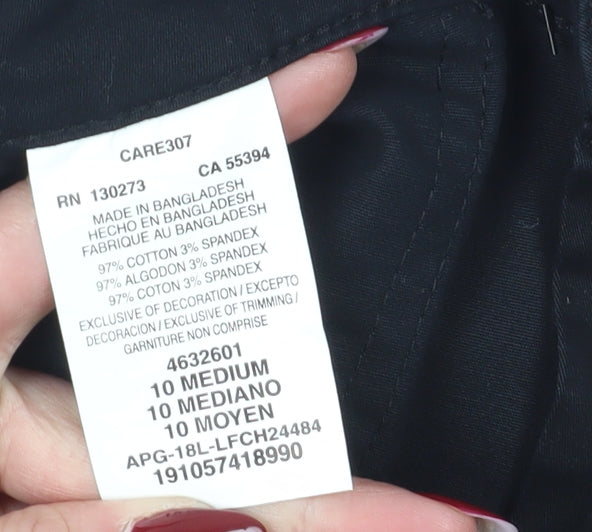 CARE307
RN 130273 CA 55394
MADE IN BANGLADESH
HECHO EN BANGLADESH
FABRIQUE AU BANGLADESH
97% COTTON 3% SPANDEX
97% ALGODON 3% SPANDEX
97% COTON 3% SPANDEX
EXCLUSIVE OF DECORATION / EXCEPTO
DECORACION / EXCLUSIVE OF TRIMMING /
GARNITURE NON COMPRISE
4632601
10 MEDIUM
10 MEDIANO
10 MOYEN
APG-18L-LFCH24484
191057418990